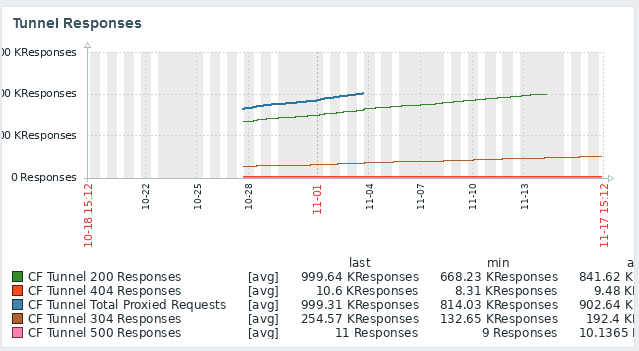 Tunnel Responses
00 KResponses
00 KResponses
00 KResponses
0 Responses
10-18 15:12
10-22
10-25
10-28
11-01
11-04
11-07
11-10
11-13
11-17 15:12
last min a
CF Tunnel 200 Responses [avg] 999.64 KResponses 668.23 KResponses 841.62 K
CF Tunnel 404 Responses [avg] 10.6 KResponses 8.31 KResponses 9.48 K
CF Tunnel Total Proxied Requests [avg] 999.31 KResponses 814.03 KResponses 902.64 K
CF Tunnel 304 Responses [avg] 254.57 KResponses 132.65 KResponses 192.4 K
CF Tunnel 500 Responses [avg] 11 Responses 9 Responses 10.1365